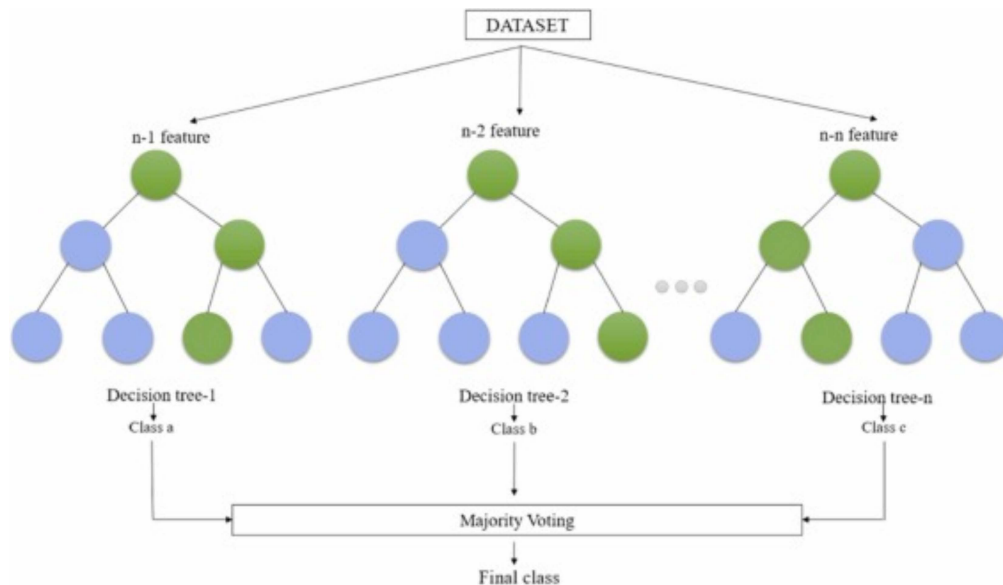 DATASET
n-1 feature
n-2 feature
n-n feature
Decision tree-1
Decision tree-2
Decision tree-n
Class a
Class b
Class c
Majority Voting
Final class